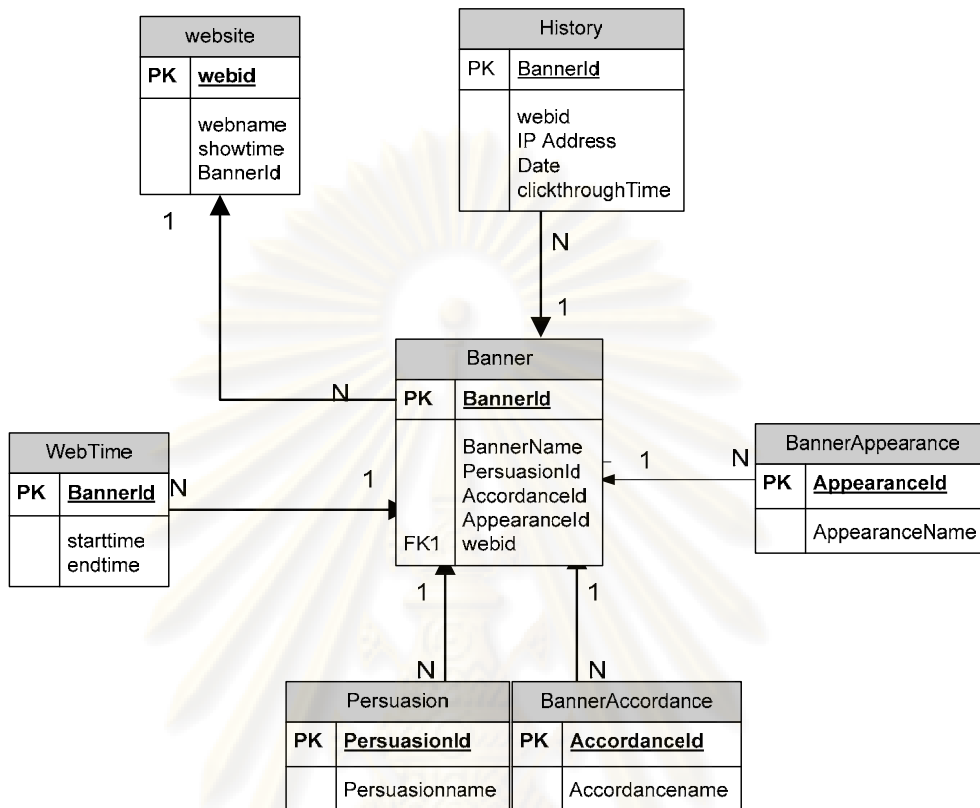 website
PK webid
webname
showtime
BannerId
1
History
PK BannerId
webid
IP Address
Date
clickthroughTime
N
1
Banner
PK BannerId
BannerName
PersuasionId
AccordanceId
AppearanceId
FK1 webid
N
WebTime
PK BannerId
starttime
endtime
N
1
1
N
BannerAppearance
PK AppearanceId
AppearanceName
1
N
1
N
Persuasion
PK PersuasionId
Persuasionname
BannerAccordance
PK AccordanceId
Accordancename